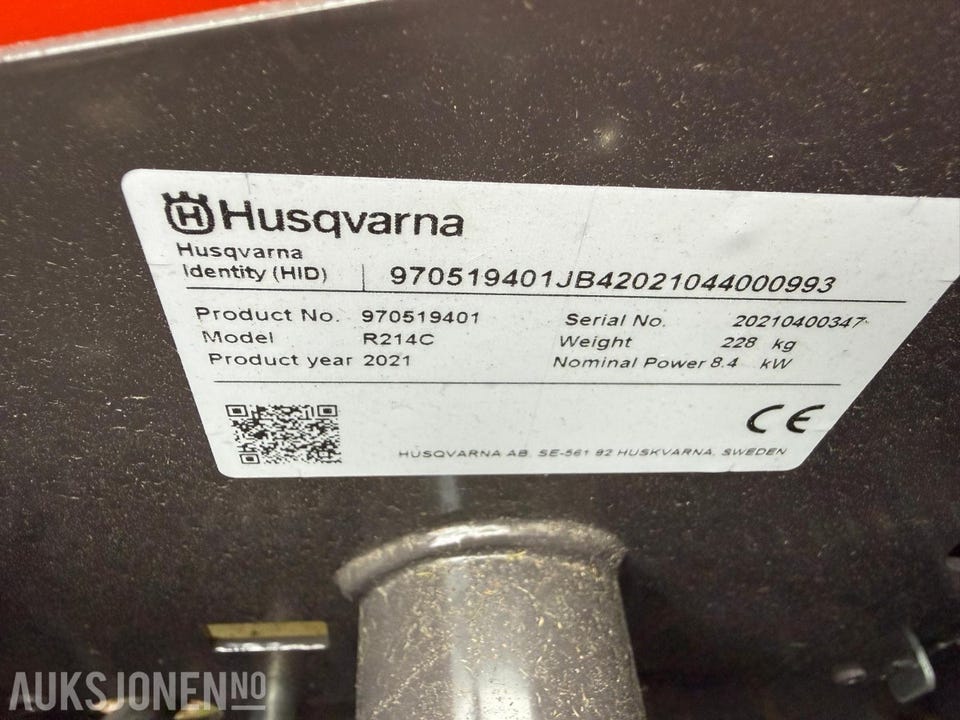 Husqvarna
Husqvarna
Identity (HID) 970519401JB42021044000993
Product No. 970519401 Serial No. 20210400347
Model R214C Weight 228 kg
Product year 2021 Nominal Power 8.4 kW
CE
HUSQVARNA AB, SE-561 82 HUSKVARNA, SWEDEN
AUKSJONEN.NO